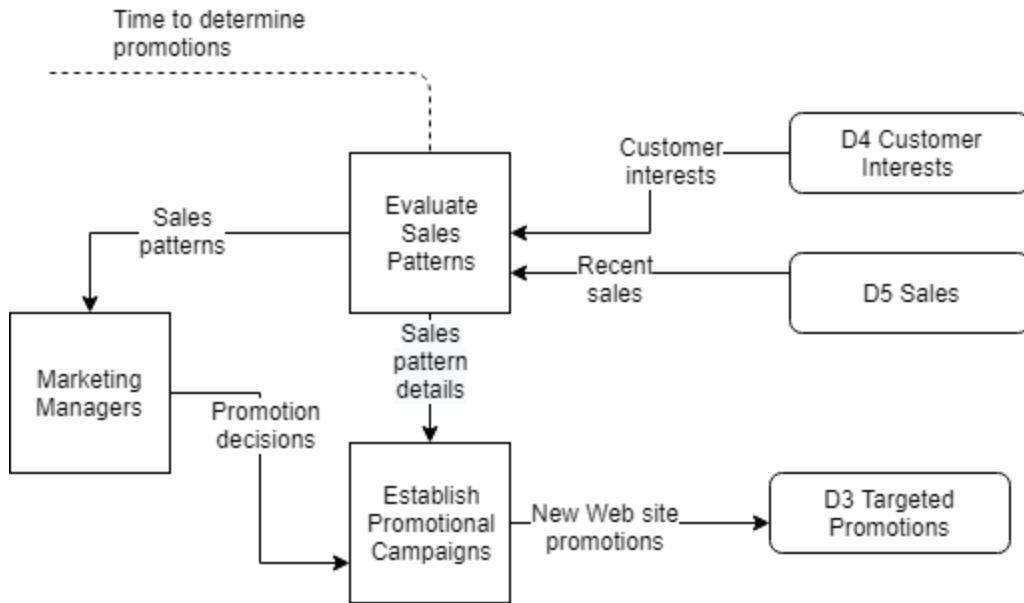 Time to determine
promotions
D4 Customer
Interests
Customer
interests
Evaluate
Sales
Patterns
Sales
patterns
Recent
sales
D5 Sales
Sales
pattern
details
Marketing
Managers
Promotion
decisions
Establish
Promotional
Campaigns
New Web site
promotions
D3 Targeted
Promotions